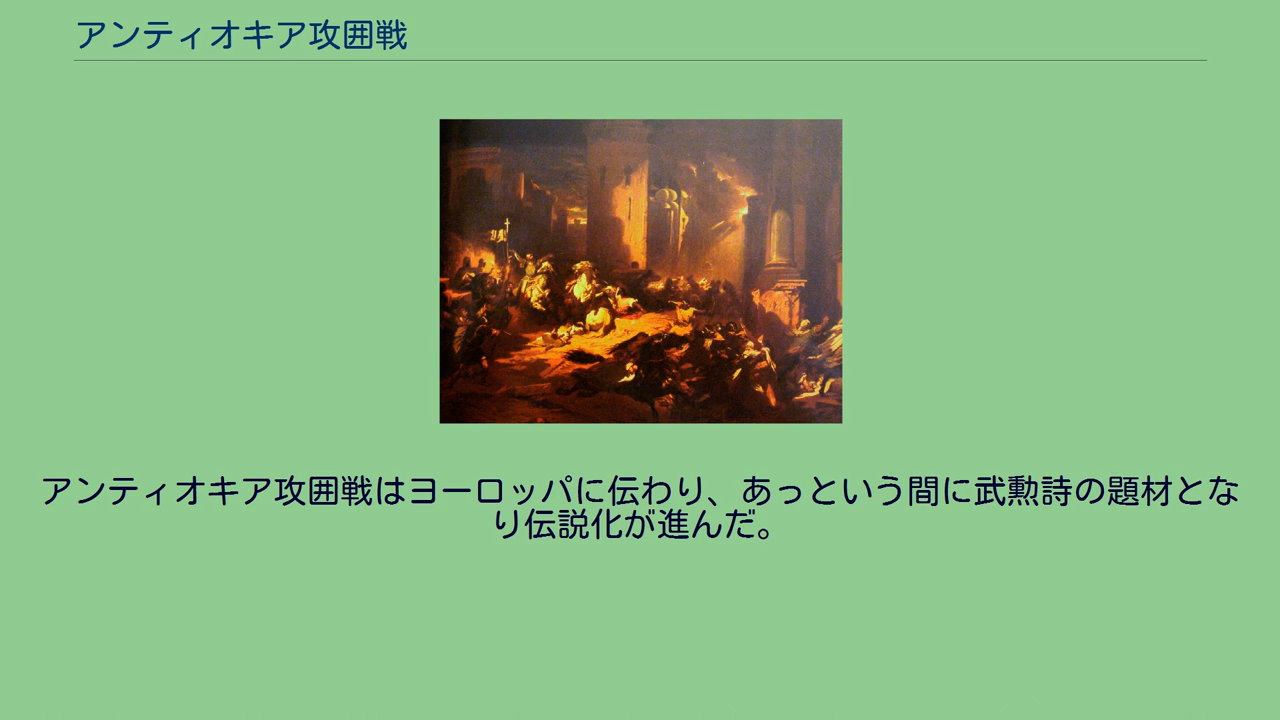 アンティオキア攻囲戦
アンティオキア攻囲戦はヨーロッパに伝わり、あっという間に武勲詩の題材とな
り伝説化が進んだ。